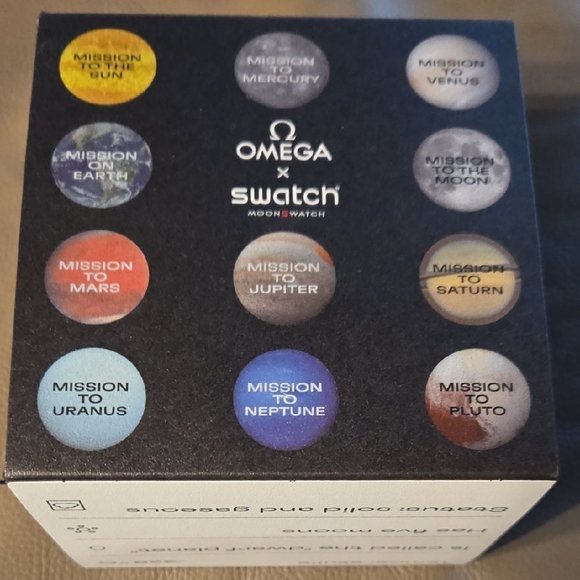 MISSION
TO THE
SUN
MISSION
TO
MERCURY
MISSION
TO
VENUS
MISSION
ON
EARTH
Ω
OMEGA
×
swatch
MOONSWATCH
MISSION
TO THE
MOON
MISSION
TO
MARS
MISSION
TO
JUPITER
MISSION
TO
SATURN
MISSION
TO
URANUS
MISSION
TO
NEPTUNE
MISSION
TO
PLUTO
Status: solid and gaseous
Has five moons
Is called the "dwarf planet"